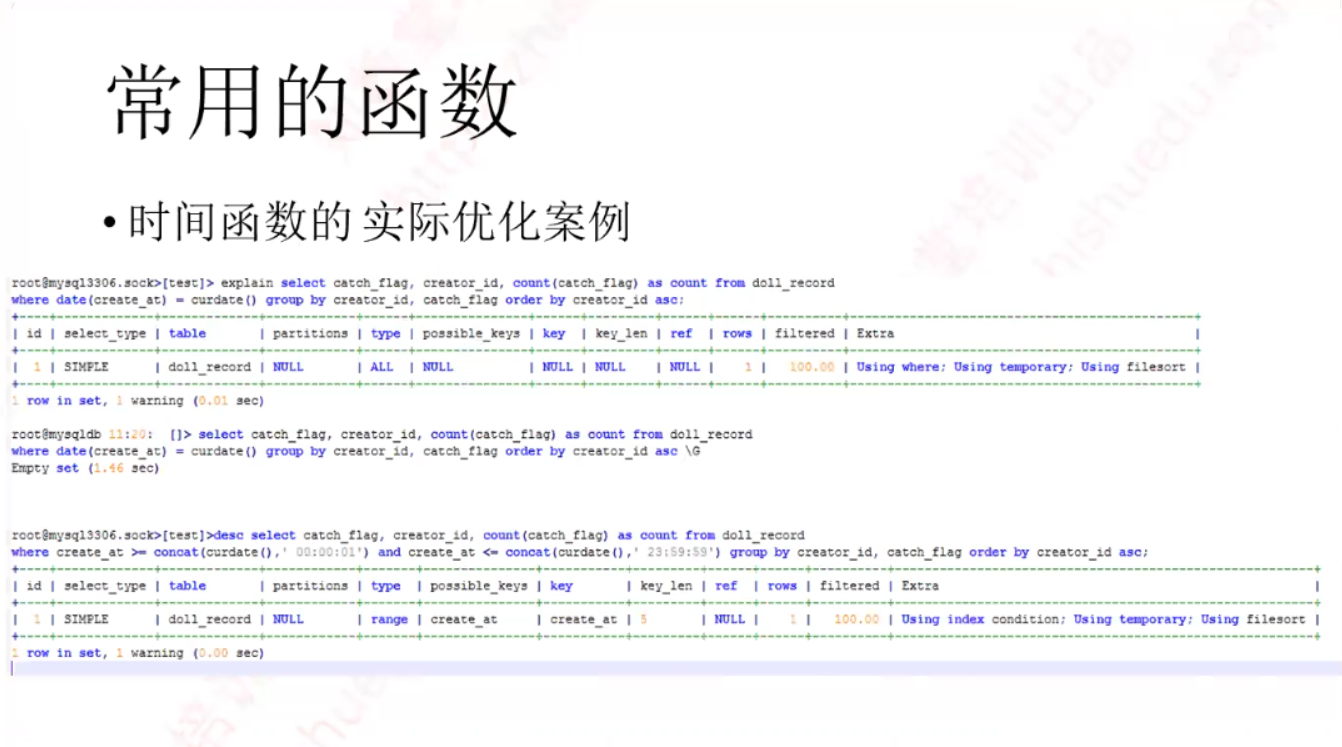 常用的函数
• 时间函数的 实际优化案例
root@mysql3306.sock>[test]> explain select catch_flag, creator_id, count(catch_flag) as count from doll_record
where date(create_at) = curdate() group by creator_id, catch_flag order by creator_id asc;
| id | select_type | table | partitions | type | possible_keys | key | key_len | ref | rows | filtered | Extra |
| 1 | SIMPLE | doll_record | NULL | ALL | NULL | NULL | NULL | NULL | 1 | 100.00 | Using where; Using temporary; Using filesort |
1 row in set, 1 warning (0.01 sec)
root@mysqldb 11:20: []> select catch_flag, creator_id, count(catch_flag) as count from doll_record
where date(create_at) = curdate() group by creator_id, catch_flag order by creator_id asc \G
Empty set (1.46 sec)
root@mysql3306.sock>[test]>desc select catch_flag, creator_id, count(catch_flag) as count from doll_record
where create_at >= concat(curdate(),' 00:00:01') and create_at <= concat(curdate(),' 23:59:59') group by creator_id, catch_flag order by creator_id asc;
| id | select_type | table | partitions | type | possible_keys | key | key_len | ref | rows | filtered | Extra |
| 1 | SIMPLE | doll_record | NULL | range | create_at | create_at | 5 | NULL | 1 | 100.00 | Using index condition; Using temporary; Using filesort |
1 row in set, 1 warning (0.00 sec)